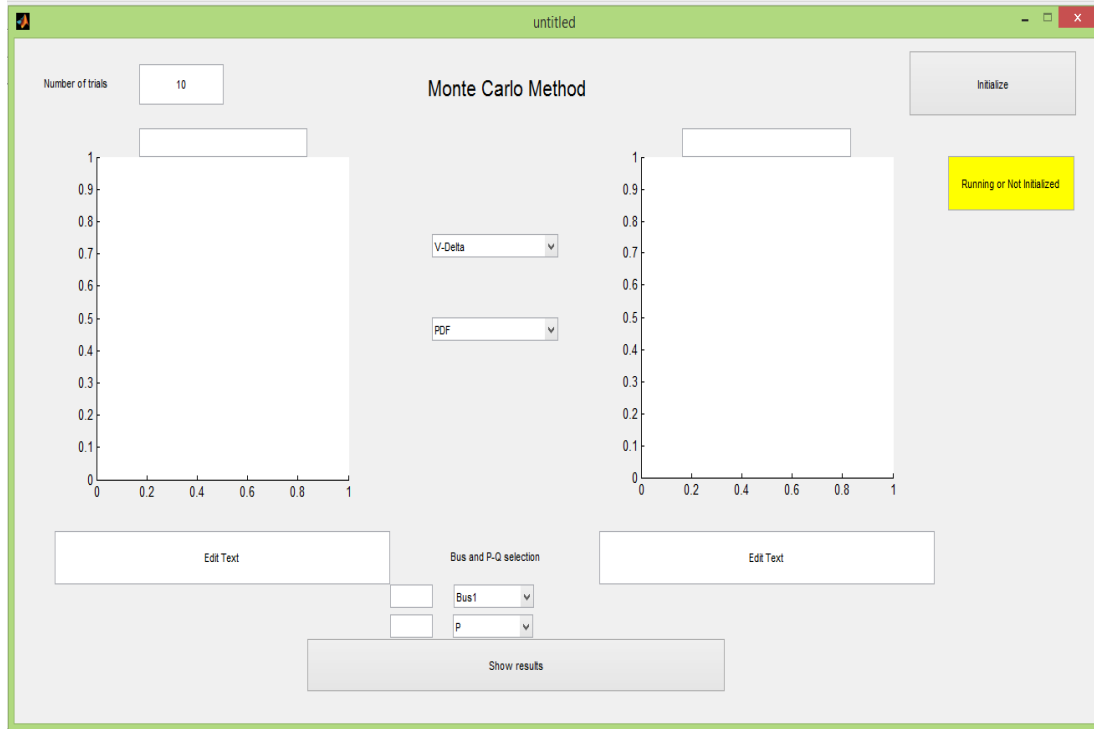 untitled
Number of trials
10
Monte Carlo Method
Initialize
Running or Not Initialized
1
0.9
0.8
0.7
0.6
0.5
0.4
0.3
0.2
0.1
0
0 0.2 0.4 0.6 0.8 1
V-Delta
PDF
1
0.9
0.8
0.7
0.6
0.5
0.4
0.3
0.2
0.1
0
0 0.2 0.4 0.6 0.8 1
Edit Text
Bus and P-Q selection
Edit Text
Bus1
P
Show results